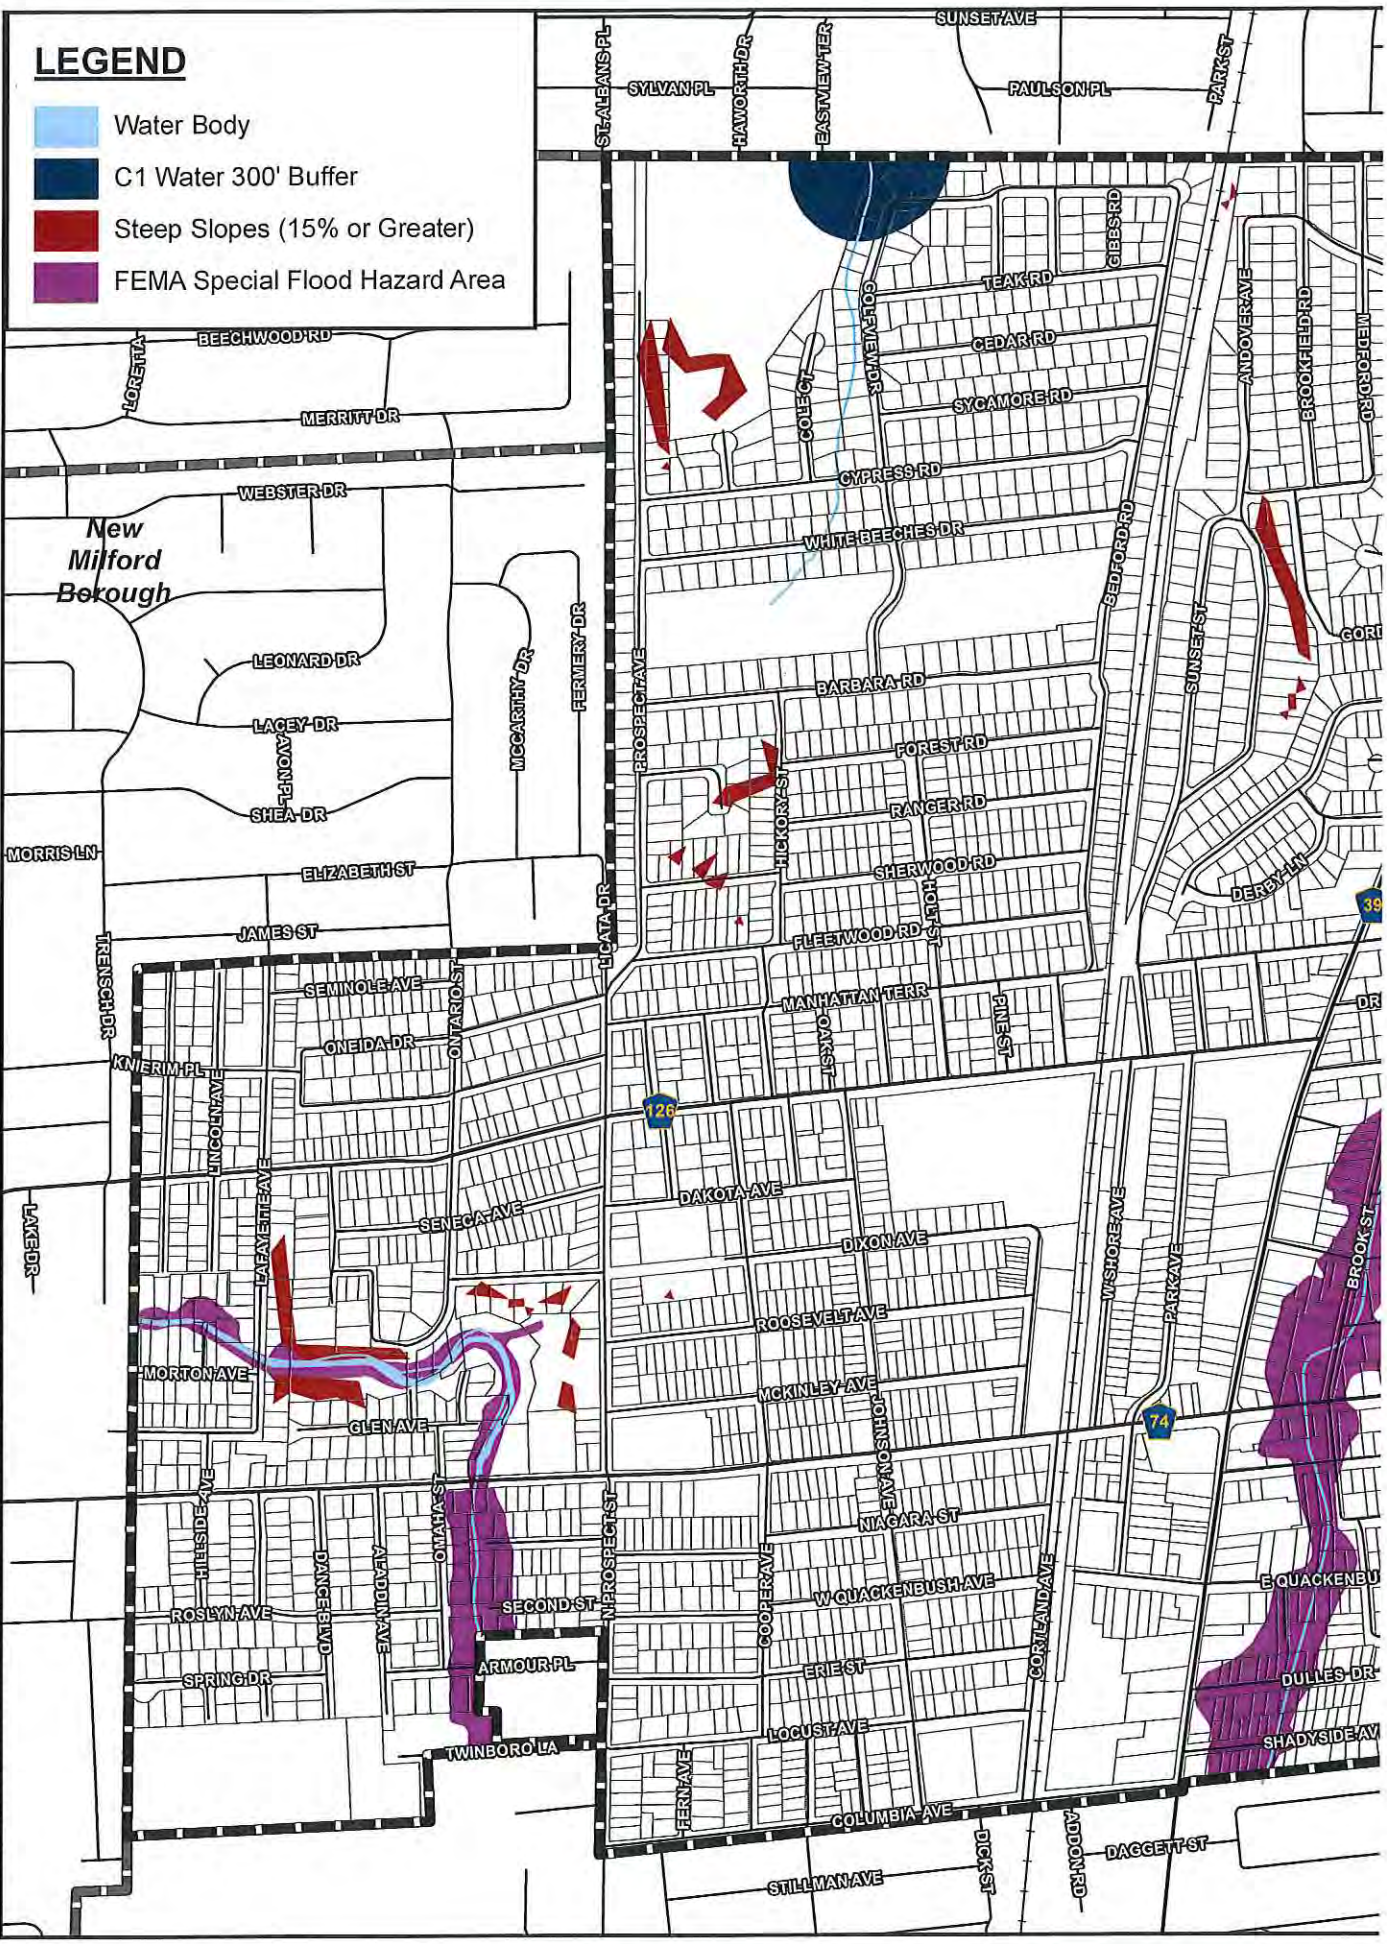 LEGEND
Water Body
C1 Water 300' Buffer
Steep Slopes (15% or Greater)
FEMA Special Flood Hazard Area
SUNSET AVE
ST. ALBANS PL
SYLVAN PL
HAWORTH DR
EASTVIEW TER
PAULSON PL
PARK ST
GIBBS RD
TEAK RD
GOLFVIEW DR
CEDAR RD
SYCAMORE RD
COLE CT
CYPRESS RD
WHITE BEECHES DR
ANDOVER AVE
BROOKFIELD RD
MEDFORD RD
BEECHWOOD RD
LORETTA
MERRITT DR
WEBSTER DR
New
Milford
Borough
BEDFORD RD
SUNSET ST
GORD
LEONARD DR
MCCARTHY DR
FERMERY DR
PROSPECT AVE
BARBARA RD
LACEY DR
AVON PL
FOREST RD
SHEA DR
HICKORY ST
RANGER RD
MORRIS LN
ELIZABETH ST
SHERWOOD RD
HOLT ST
DERBY LN
39
LICATA DR
JAMES ST
FLEETWOOD RD
TRENSCH DR
SEMINOLE AVE
ONTARIO ST
MANHATTAN TERR
OAK ST
PINE ST
DR
ONEIDA DR
KNIERIM PL
LINCOLN AVE
126
LAFAYETTE AVE
DAKOTA AVE
SENECA AVE
LAKE DR
DIXON AVE
W SHORE AVE
PARK AVE
BROOK ST
ROOSEVELT AVE
MORTON AVE
MCKINLEY AVE
JOHNSON AVE
74
GLEN AVE
HILLSIDE AVE
OMAHA ST
N PROSPECT ST
NIAGARA ST
DANCE BLVD
ALADDIN AVE
COOPER AVE
W QUACKENBUSH AVE
E QUACKENBU
CORTLAND AVE
ROSLYN AVE
SECOND ST
SPRING DR
ARMOUR PL
ERIE ST
DULLES DR
LOCUST AVE
SHADYSIDE AV
TWINBORO LA
FERN AVE
COLUMBIA AVE
DICK ST
ADDON RD
DAGGETT ST
STILLMAN AVE